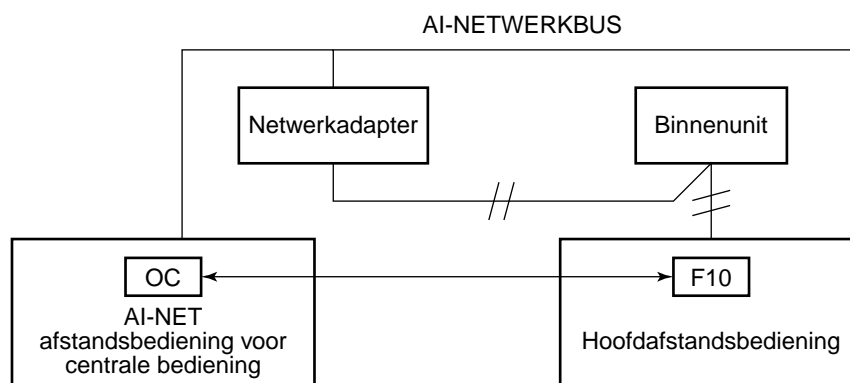 AI-NETWERKBUS
Netwerkadapter
Binnenunit
OC
F10
AI-NET
afstandsbediening voor
centrale bediening
Hoofdafstandsbediening